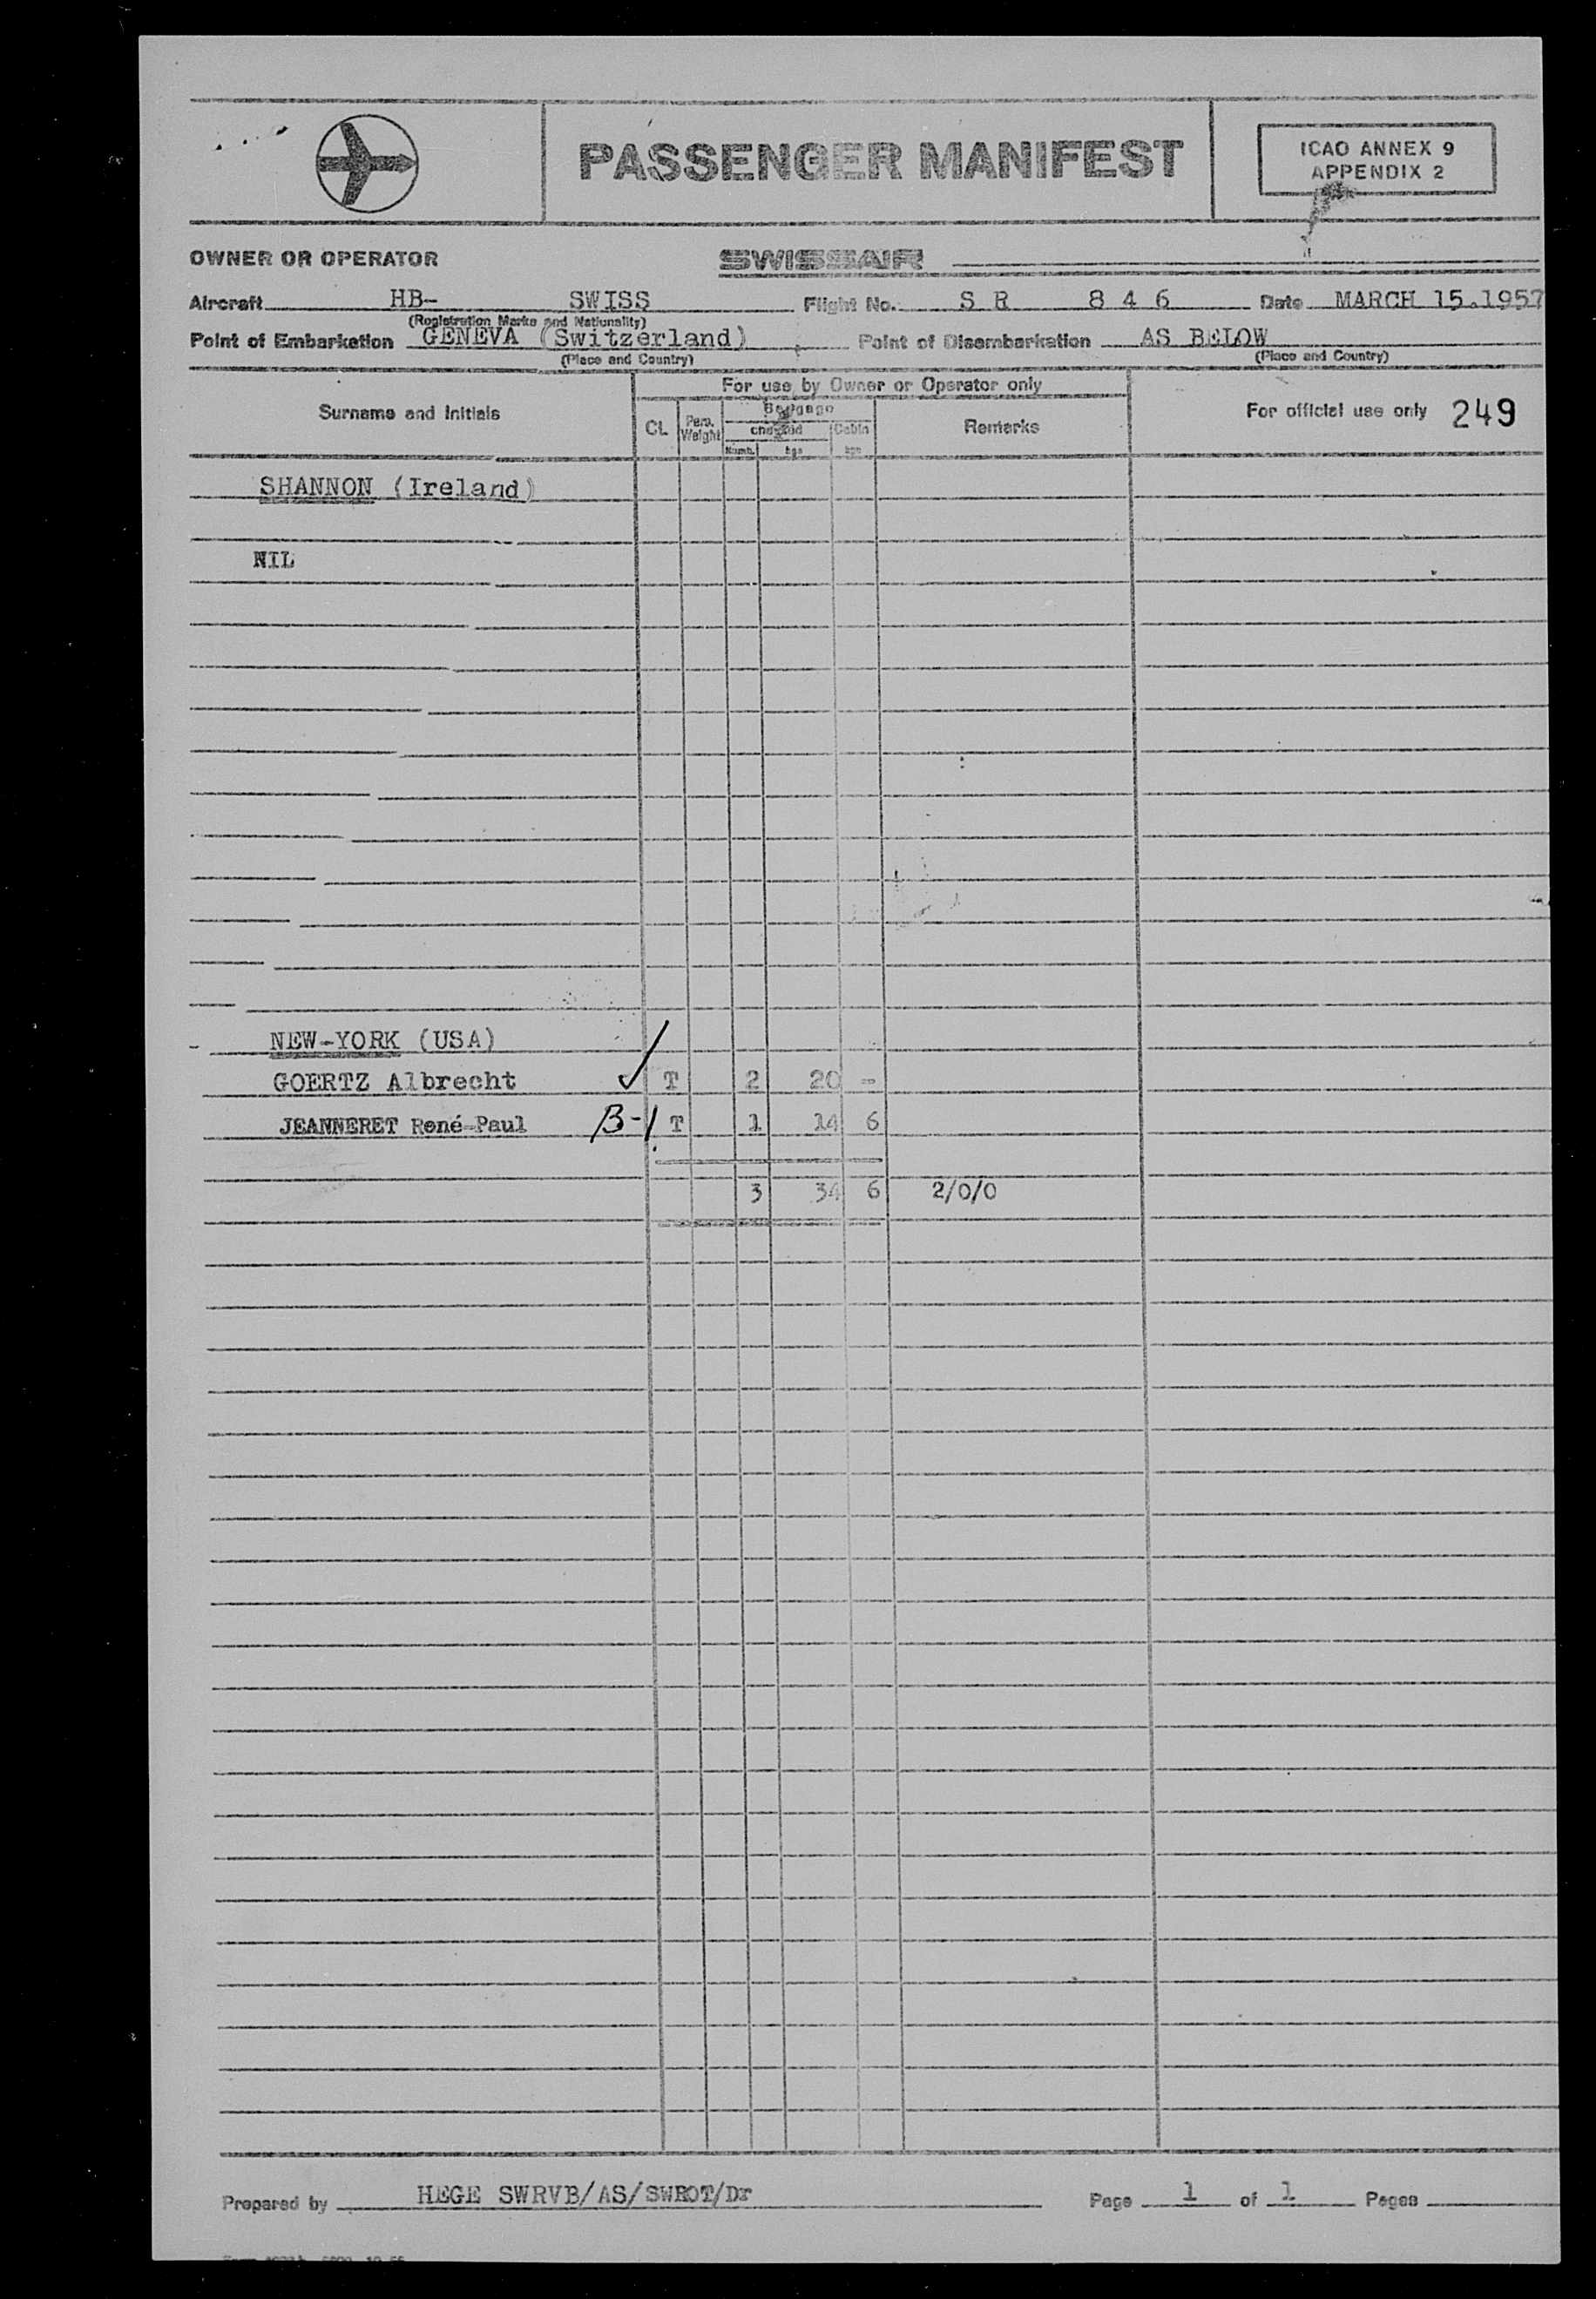 PASSENGER MANIFEST
ICAO ANNEX 9
APPENDIX 2
OWNER OR OPERATOR SWISSAIR
Aircraft HB- SWISS Flight No. S R 8 4 6 Date MARCH 15.1957
(Registration Marks and Nationality)
Point of Embarkation GENEVA (Switzerland) Point of Disembarkation AS BELOW
(Place and Country) (Place and Country)
For use by Owner or Operator only
Surname and Initials CL Pers. Weight Baggage checked Cabin Remarks For official use only 249
Numb. kgs kgs
SHANNON (Ireland)
NIL
NEW-YORK (USA)
GOERTZ Albrecht ✓ T 2 20 -
JEANNERET René-Paul B-1 T 1 14 6
3 34 6 2/0/0
Prepared by HEGE SWRVB/AS/SWROT/Dr Page 1 of 1 Pages